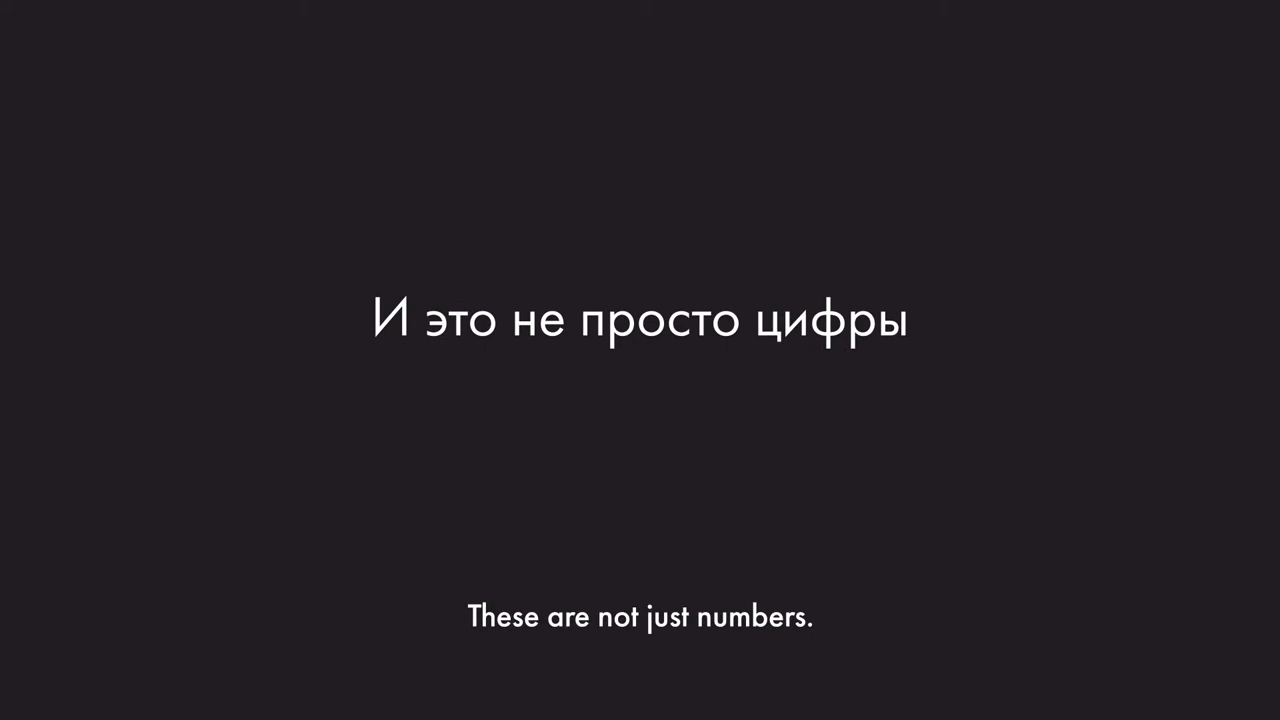 И это не просто цифры
These are not just numbers.